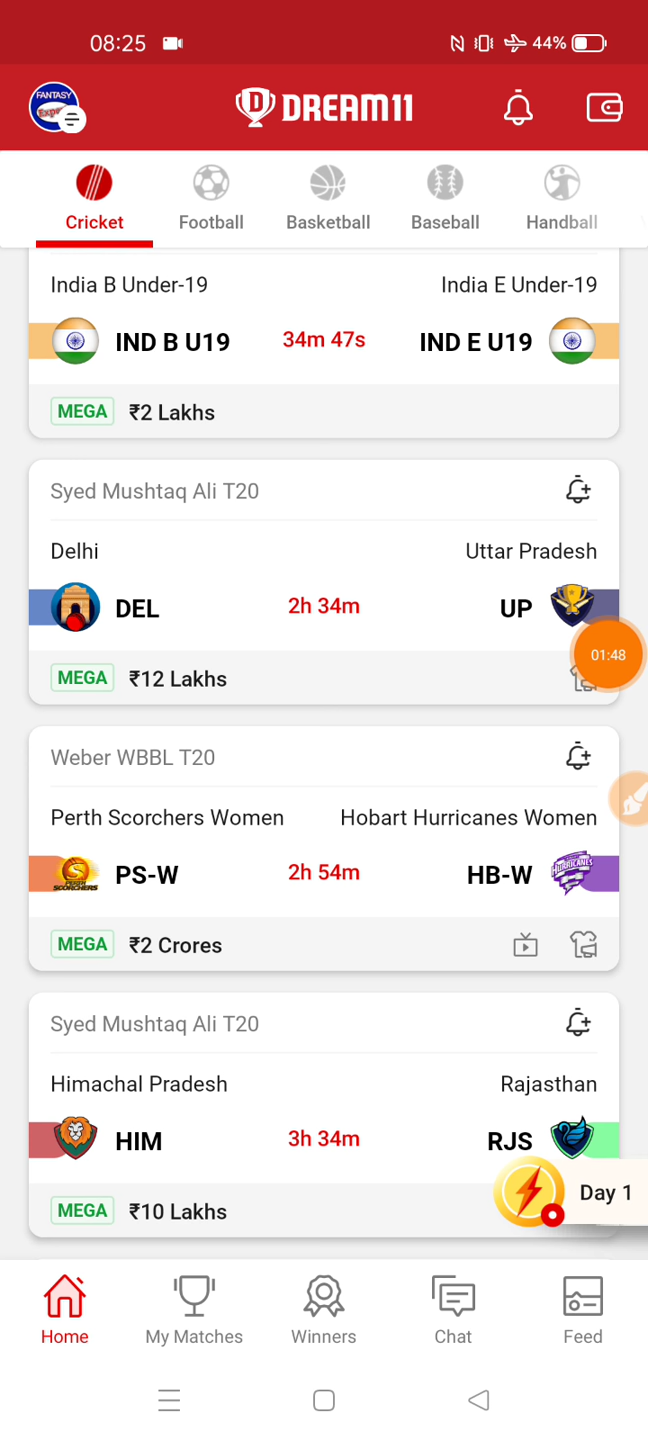 08:25
44%
FANTASY
DREAM11
Cricket
Football
Basketball
Baseball
Handball
India B Under-19
India E Under-19
IND B U19
34m 47s
IND E U19
MEGA ₹2 Lakhs
Syed Mushtaq Ali T20
Delhi
Uttar Pradesh
DEL
2h 34m
UP
01:48
MEGA ₹12 Lakhs
Weber WBBL T20
Perth Scorchers Women
Hobart Hurricanes Women
PERTH
SCORCHERS
PS-W
2h 54m
HB-W
HURRICANES
MEGA ₹2 Crores
Syed Mushtaq Ali T20
Himachal Pradesh
Rajasthan
HIM
3h 34m
RJS
Day 1
MEGA ₹10 Lakhs
Home
My Matches
Winners
Chat
Feed